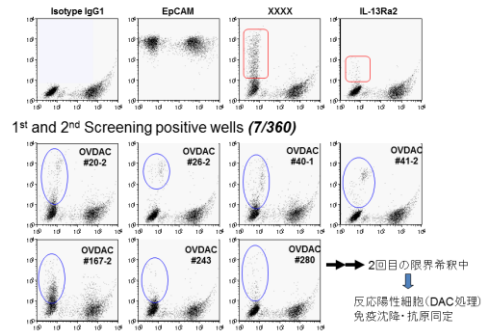 Isotype IgG1 EpCAM XXXX IL-13Ra2
1st and 2nd Screening positive wells (7/360)
OVDAC #20-2
OVDAC #26-2
OVDAC #40-1
OVDAC #41-2
OVDAC #167-2
OVDAC #243
OVDAC #280
2回目の限界希釈中
反応陽性細胞(DAC処理)
免疫沈降・抗原同定